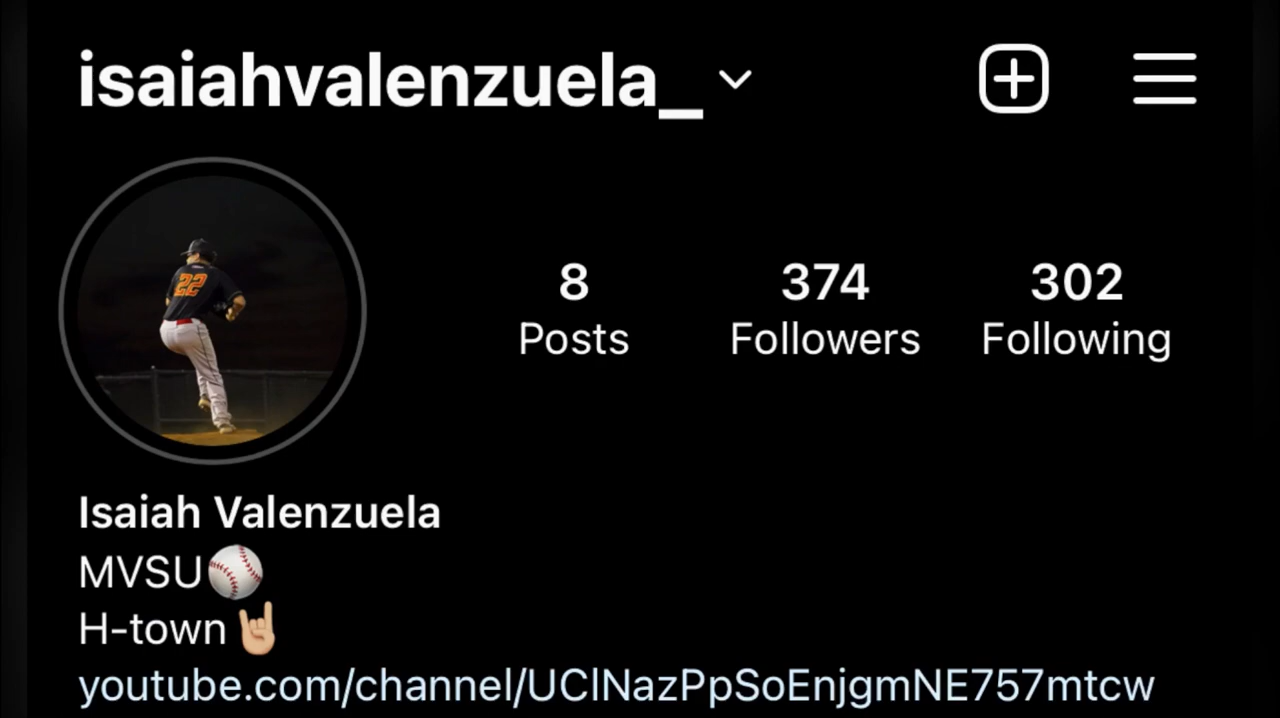 isaiahvalenzuela_
22
8 374 302
Posts Followers Following
Isaiah Valenzuela
MVSU⚾
H-town🤘🏼
youtube.com/channel/UClNazPpSoEnjgmNE757mtcw